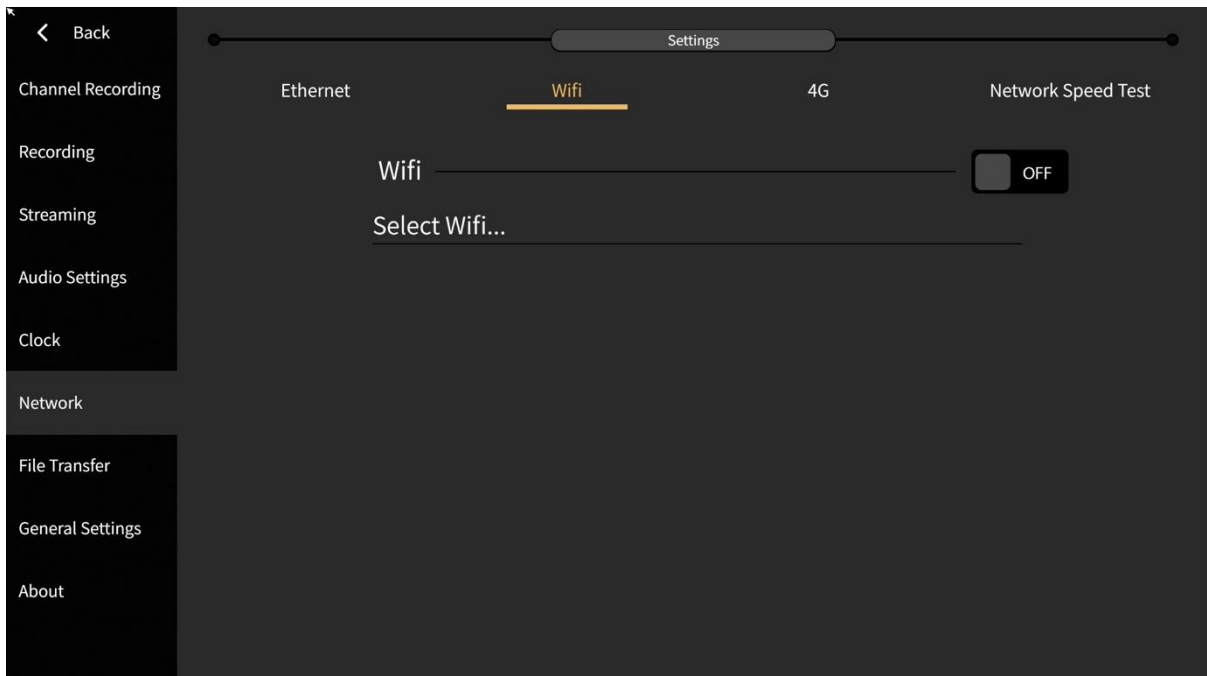 Back
Settings
Channel Recording
Recording
Streaming
Audio Settings
Clock
Network
File Transfer
General Settings
About
Ethernet
Wifi
4G
Network Speed Test
Wifi
OFF
Select Wifi...